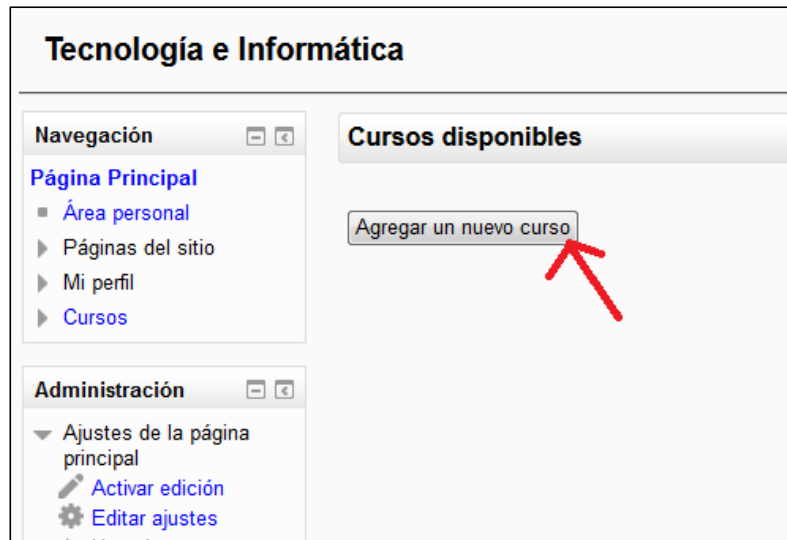 Tecnología e Informática
Navegación
Página Principal
Área personal
Páginas del sitio
Mi perfil
Cursos
Administración
Ajustes de la página
principal
Activar edición
Editar ajustes
Cursos disponibles
Agregar un nuevo curso